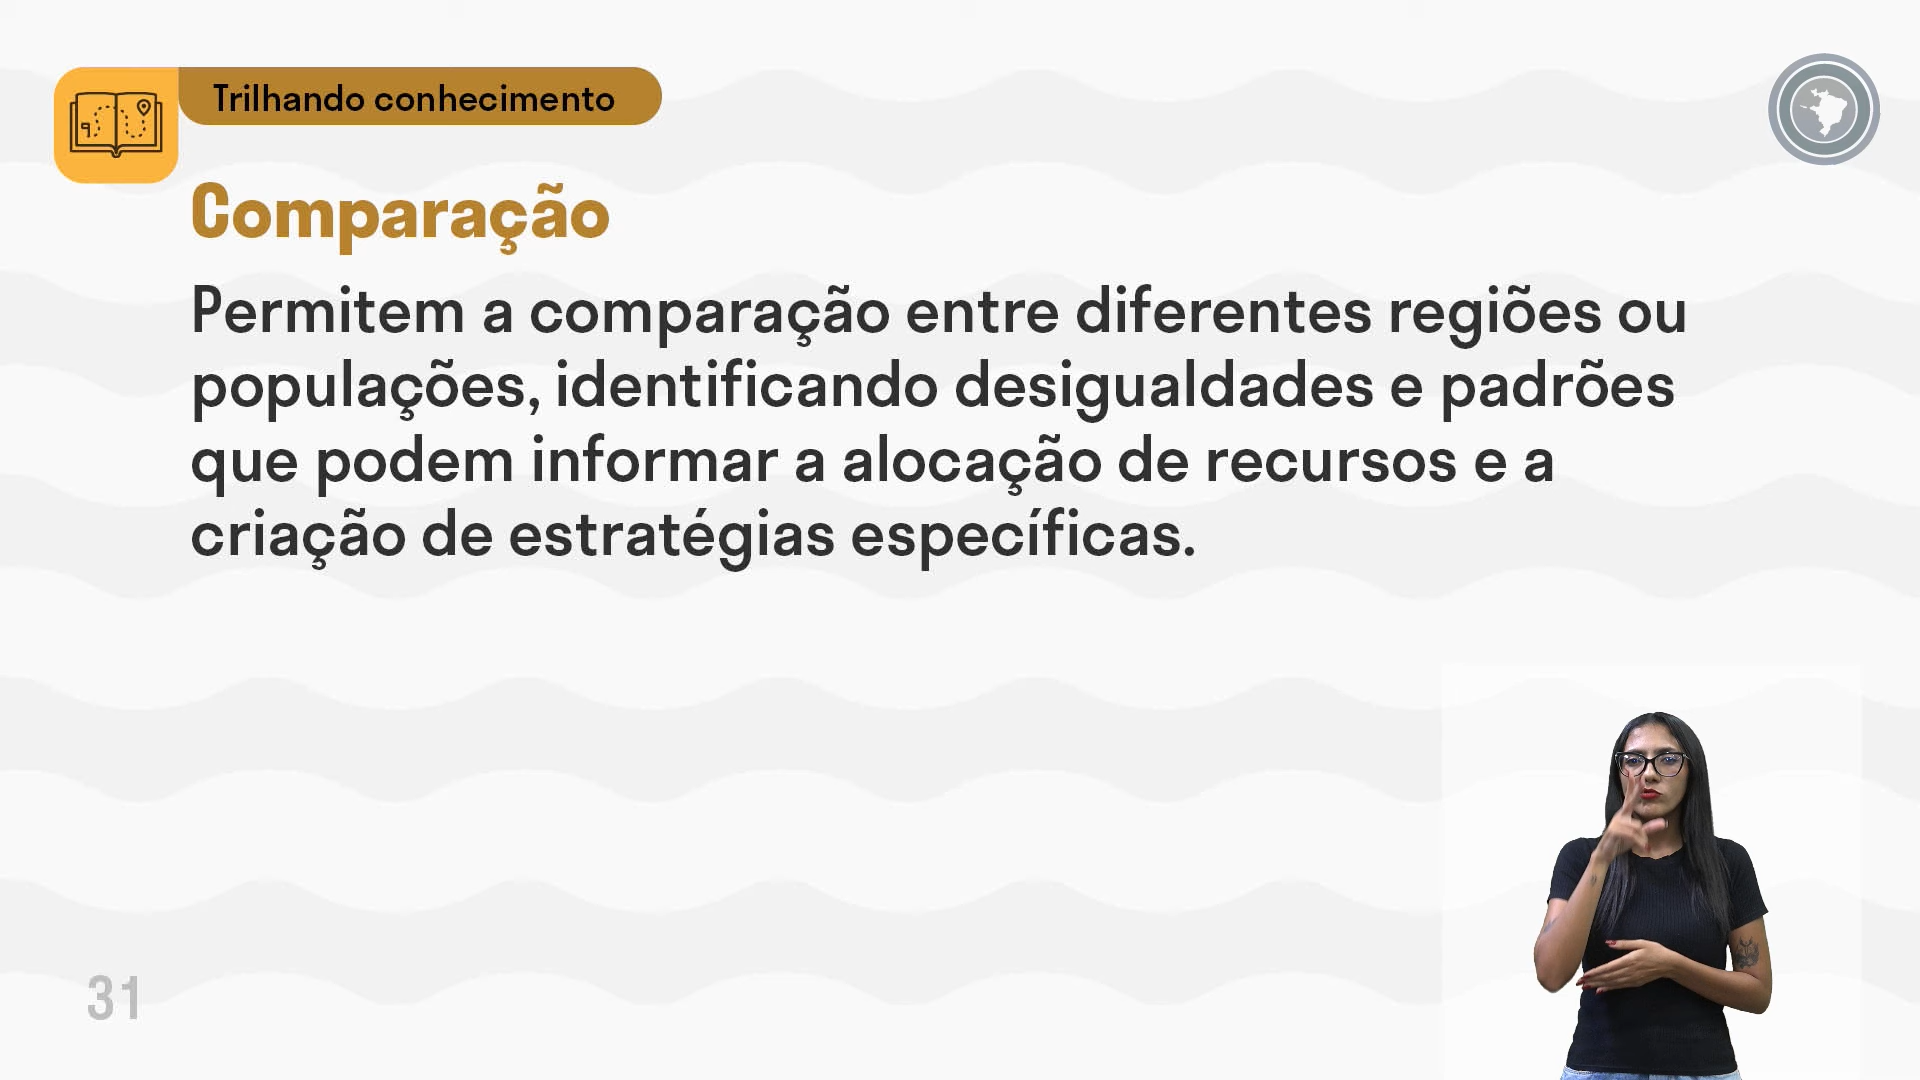 Trilhando conhecimento
Comparação
Permitem a comparação entre diferentes regiões ou
populações, identificando desigualdades e padrões
que podem informar a alocação de recursos e a
criação de estratégias específicas.
31